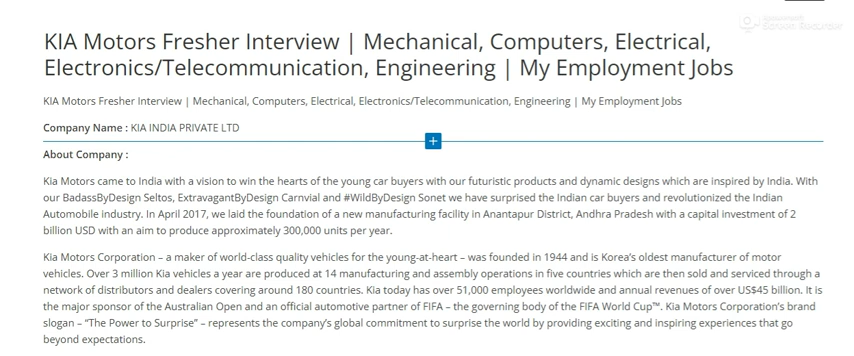 Screen Recorder
KIA Motors Fresher Interview | Mechanical, Computers, Electrical,
Electronics/Telecommunication, Engineering | My Employment Jobs
KIA Motors Fresher Interview | Mechanical, Computers, Electrical, Electronics/Telecommunication, Engineering | My Employment Jobs
Company Name : KIA INDIA PRIVATE LTD
About Company :
Kia Motors came to India with a vision to win the hearts of the young car buyers with our futuristic products and dynamic designs which are inspired by India. With
our BadassByDesign Seltos, ExtravagantByDesign Carnvial and #WildByDesign Sonet we have surprised the Indian car buyers and revolutionized the Indian
Automobile industry. In April 2017, we laid the foundation of a new manufacturing facility in Anantapur District, Andhra Pradesh with a capital investment of 2
billion USD with an aim to produce approximately 300,000 units per year.
Kia Motors Corporation – a maker of world-class quality vehicles for the young-at-heart – was founded in 1944 and is Korea's oldest manufacturer of motor
vehicles. Over 3 million Kia vehicles a year are produced at 14 manufacturing and assembly operations in five countries which are then sold and serviced through a
network of distributors and dealers covering around 180 countries. Kia today has over 51,000 employees worldwide and annual revenues of over US$45 billion. It is
the major sponsor of the Australian Open and an official automotive partner of FIFA – the governing body of the FIFA World Cup™. Kia Motors Corporation's brand
slogan – "The Power to Surprise" – represents the company's global commitment to surprise the world by providing exciting and inspiring experiences that go
beyond expectations.